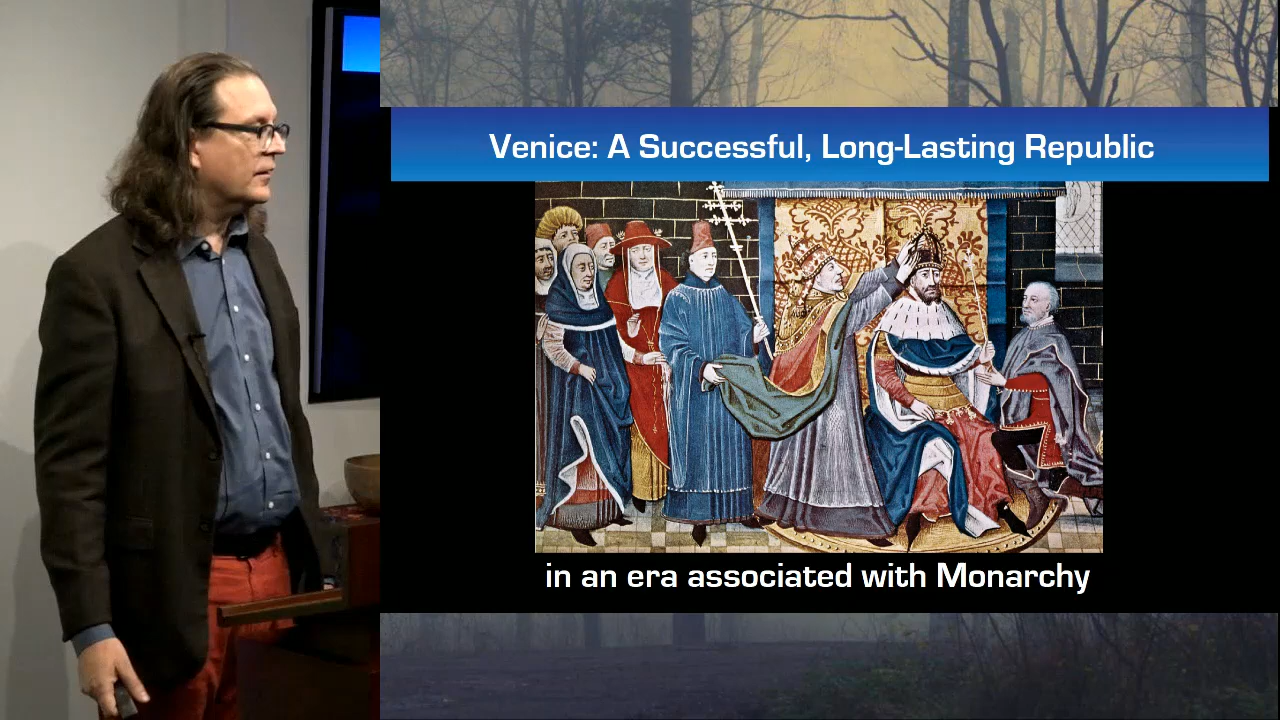 Venice: A Successful, Long-Lasting Republic
in an era associated with Monarchy